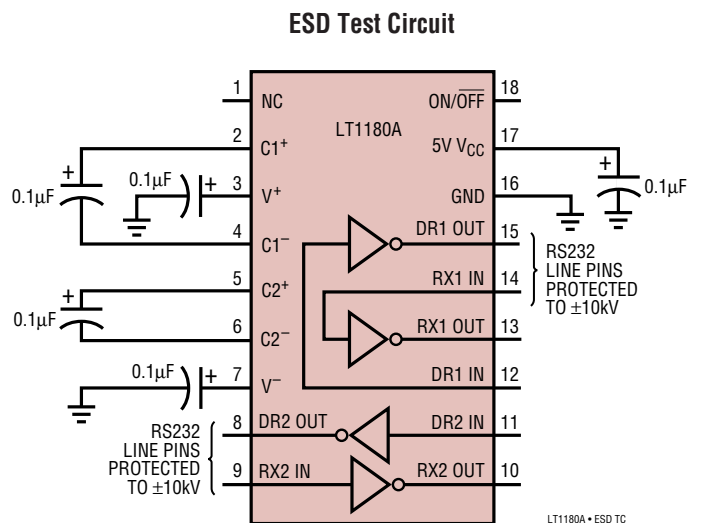 ESD Test Circuit
LT1180A
1
NC
2
C1+
3
V+
4
C1−
5
C2+
6
C2−
7
V−
8
DR2 OUT
9
RX2 IN
18
ON/OFF
17
5V VCC
16
GND
15
DR1 OUT
14
RX1 IN
13
RX1 OUT
12
DR1 IN
11
DR2 IN
10
RX2 OUT
+
0.1µF
0.1µF
+
+
0.1µF
0.1µF
+
+
0.1µF
RS232
LINE PINS
PROTECTED
TO ±10kV
RS232
LINE PINS
PROTECTED
TO ±10kV
LT1180A • ESD TC